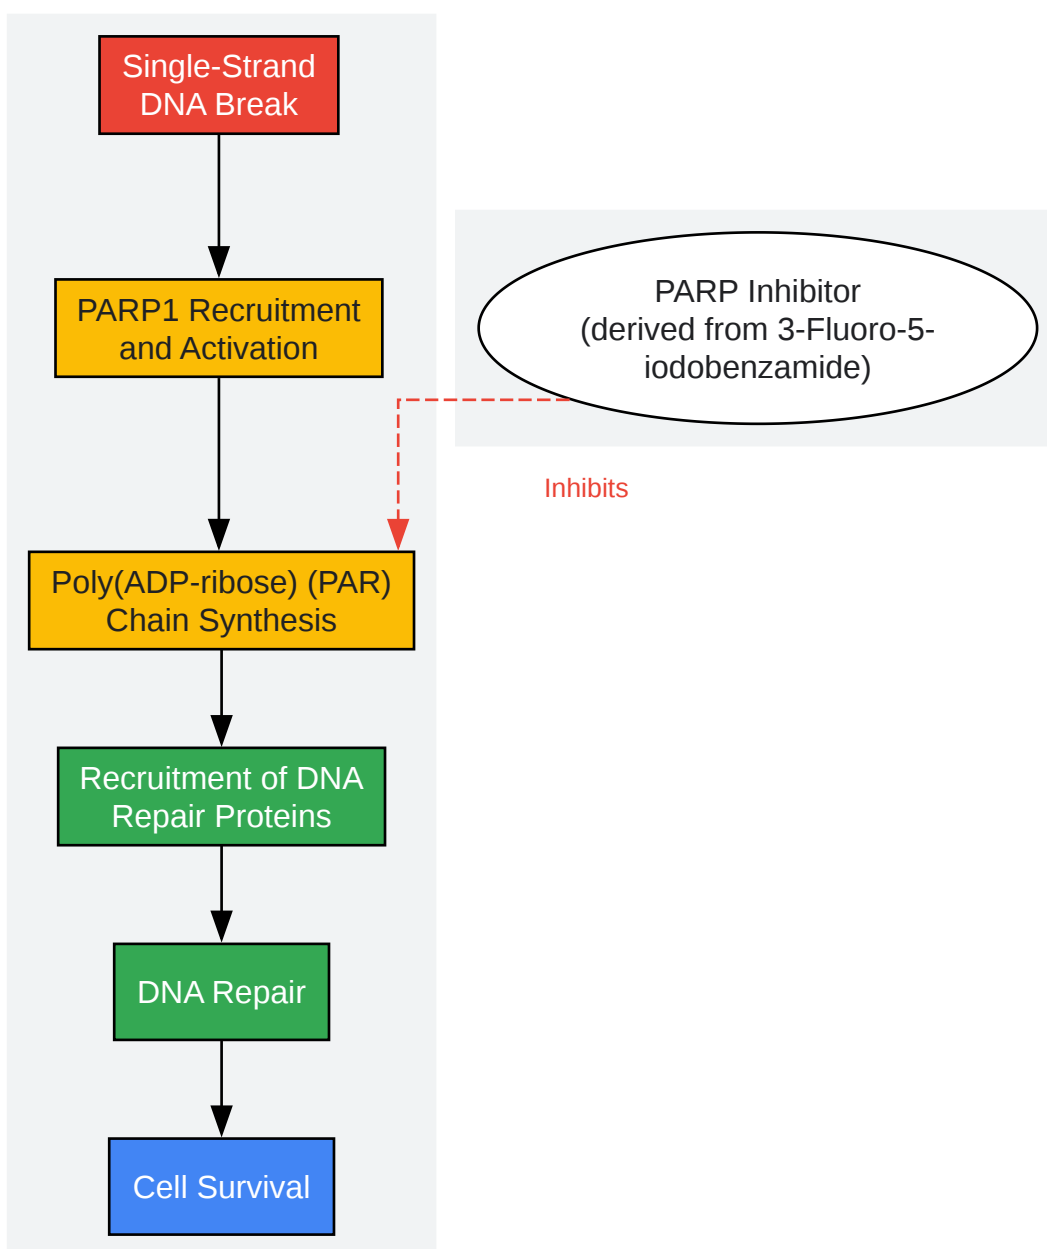 Single-Strand
DNA Break
PARP1 Recruitment
and Activation
PARP Inhibitor
(derived from 3-Fluoro-5-
iodobenzamide)
Inhibits
Poly(ADP-ribose) (PAR)
Chain Synthesis
Recruitment of DNA
Repair Proteins
DNA Repair
Cell Survival